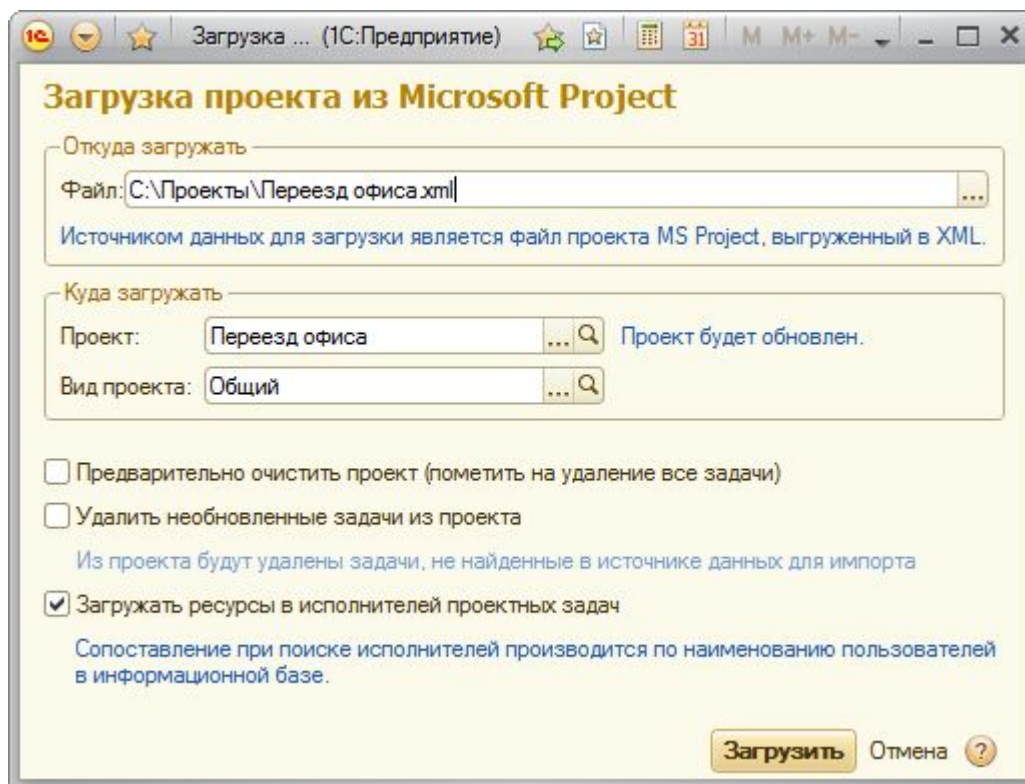 1С Загрузка ... (1С:Предприятие) 31 M M+ M-
Загрузка проекта из Microsoft Project
Откуда загружать
Файл: C:\Проекты\Переезд офиса.xml ...
Источником данных для загрузки является файл проекта MS Project, выгруженный в XML.
Куда загружать
Проект: Переезд офиса ... Проект будет обновлен.
Вид проекта: Общий ...
Предварительно очистить проект (пометить на удаление все задачи)
Удалить необновленные задачи из проекта
Из проекта будут удалены задачи, не найденные в источнике данных для импорта
Загружать ресурсы в исполнителей проектных задач
Сопоставление при поиске исполнителей производится по наименованию пользователей
в информационной базе.
Загрузить Отмена ?